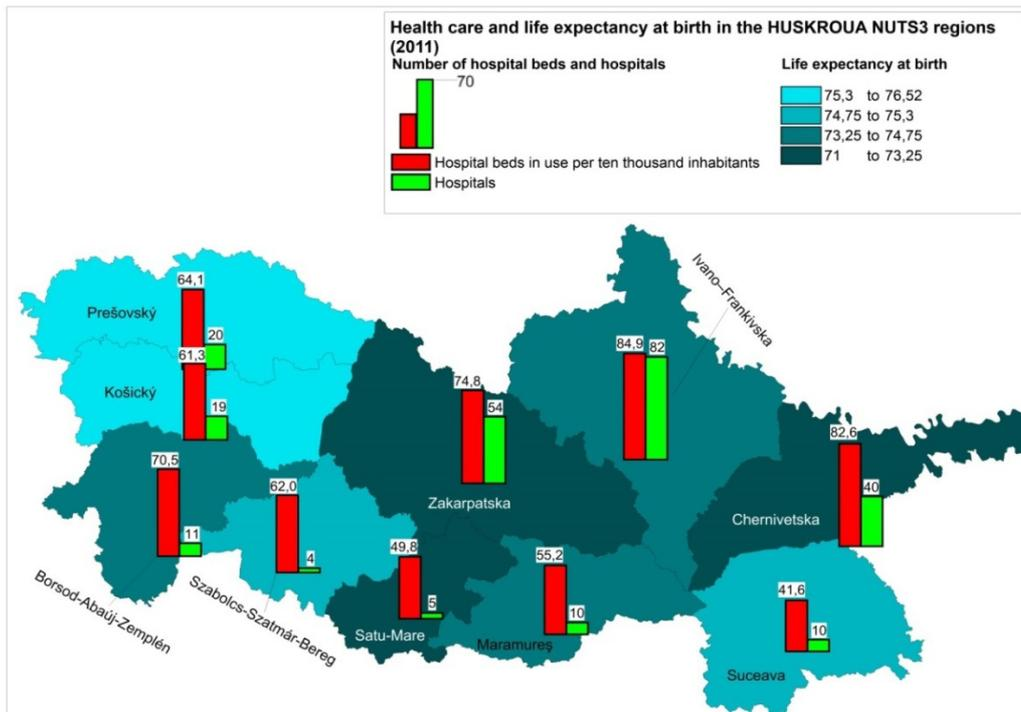 Health care and life expectancy at birth in the HUSKROUA NUTS3 regions
(2011)
Number of hospital beds and hospitals
70
Hospital beds in use per ten thousand inhabitants
Hospitals
Life expectancy at birth
75,3 to 76,52
74,75 to 75,3
73,25 to 74,75
71 to 73,25
Ivano–Frankivska
64,1
Prešovský
20
61,3
Košický
19
84,9
82
74,8
54
Zakarpatska
82,6
40
Chernivetska
70,5
11
Borsod-Abaúj-Zemplén
62,0
4
Szabolcs-Szatmár-Bereg
49,8
5
Satu-Mare
55,2
10
Maramureş
41,6
10
Suceava